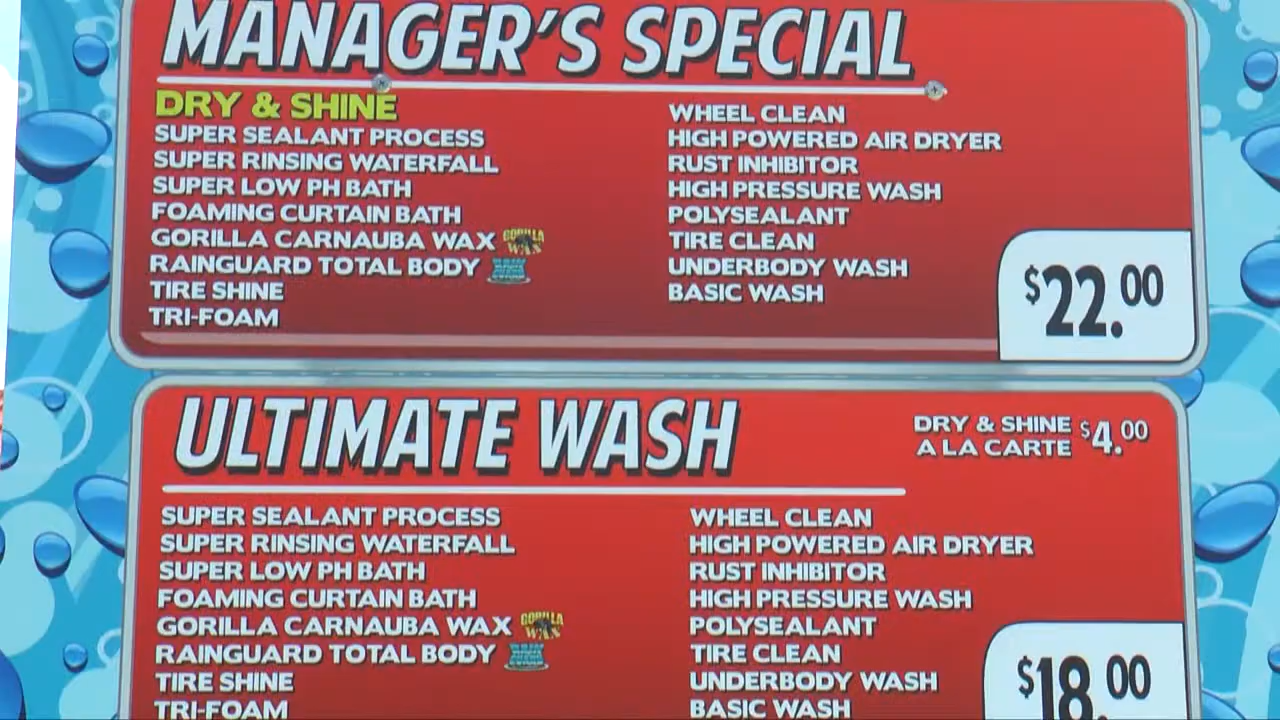 MANAGER'S SPECIAL
DRY & SHINE
SUPER SEALANT PROCESS
SUPER RINSING WATERFALL
SUPER LOW PH BATH
FOAMING CURTAIN BATH
GORILLA CARNAUBA WAX GORILLA WAX
RAINGUARD TOTAL BODY
TIRE SHINE
TRI-FOAM
WHEEL CLEAN
HIGH POWERED AIR DRYER
RUST INHIBITOR
HIGH PRESSURE WASH
POLYSEALANT
TIRE CLEAN
UNDERBODY WASH
BASIC WASH
$22.00
ULTIMATE WASH
DRY & SHINE $4.00
A LA CARTE
SUPER SEALANT PROCESS
SUPER RINSING WATERFALL
SUPER LOW PH BATH
FOAMING CURTAIN BATH
GORILLA CARNAUBA WAX GORILLA WAX
RAINGUARD TOTAL BODY
TIRE SHINE
TRI-FOAM
WHEEL CLEAN
HIGH POWERED AIR DRYER
RUST INHIBITOR
HIGH PRESSURE WASH
POLYSEALANT
TIRE CLEAN
UNDERBODY WASH
BASIC WASH
$18.00